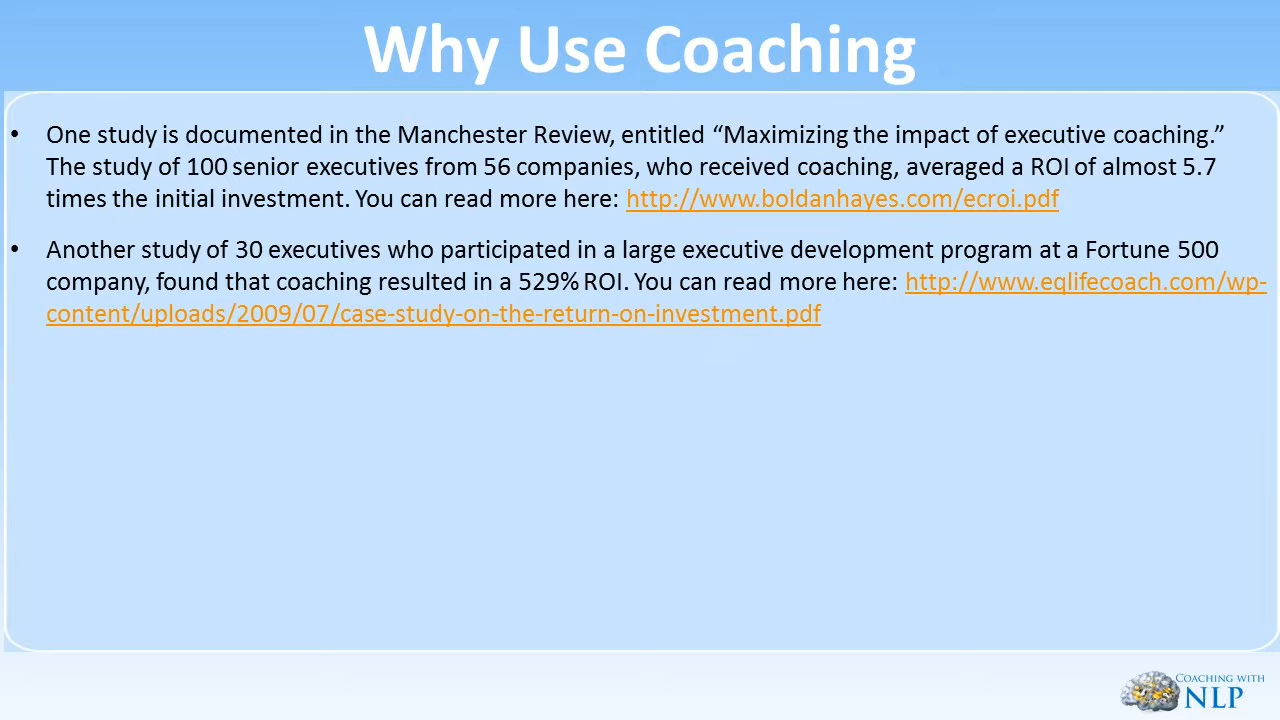 Why Use Coaching
• One study is documented in the Manchester Review, entitled “Maximizing the impact of executive coaching.”
The study of 100 senior executives from 56 companies, who received coaching, averaged a ROI of almost 5.7
times the initial investment. You can read more here: http://www.boldanhayes.com/ecroi.pdf
• Another study of 30 executives who participated in a large executive development program at a Fortune 500
company, found that coaching resulted in a 529% ROI. You can read more here: http://www.eqlifecoach.com/wp-
content/uploads/2009/07/case-study-on-the-return-on-investment.pdf
COACHING WITH
NLP